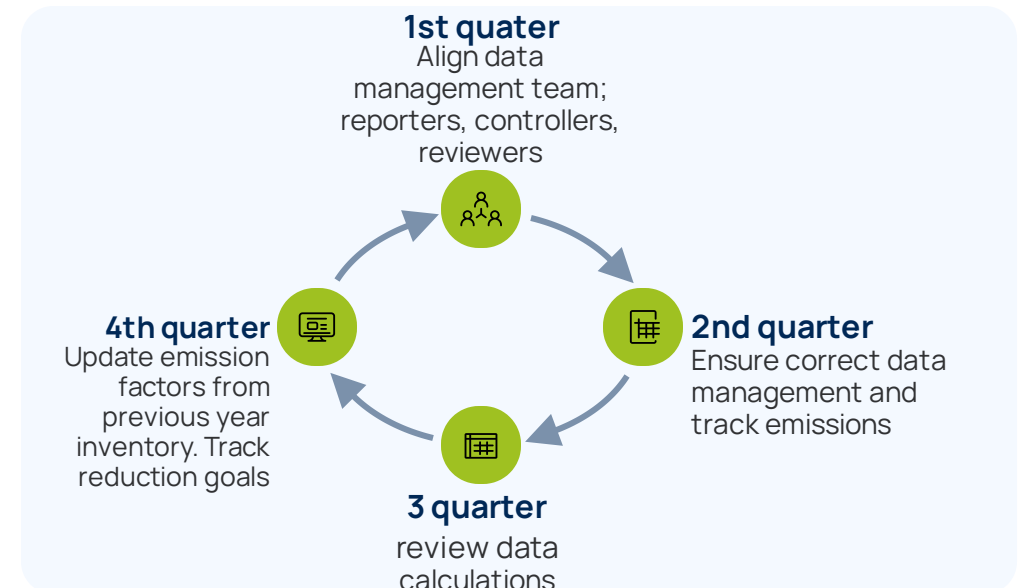 1st quater
Align data
management team;
reporters, controllers,
reviewers
2nd quarter
Ensure correct data
management and
track emissions
3 quarter
review data
calculations
4th quarter
Update emission
factors from
previous year
inventory. Track
reduction goals